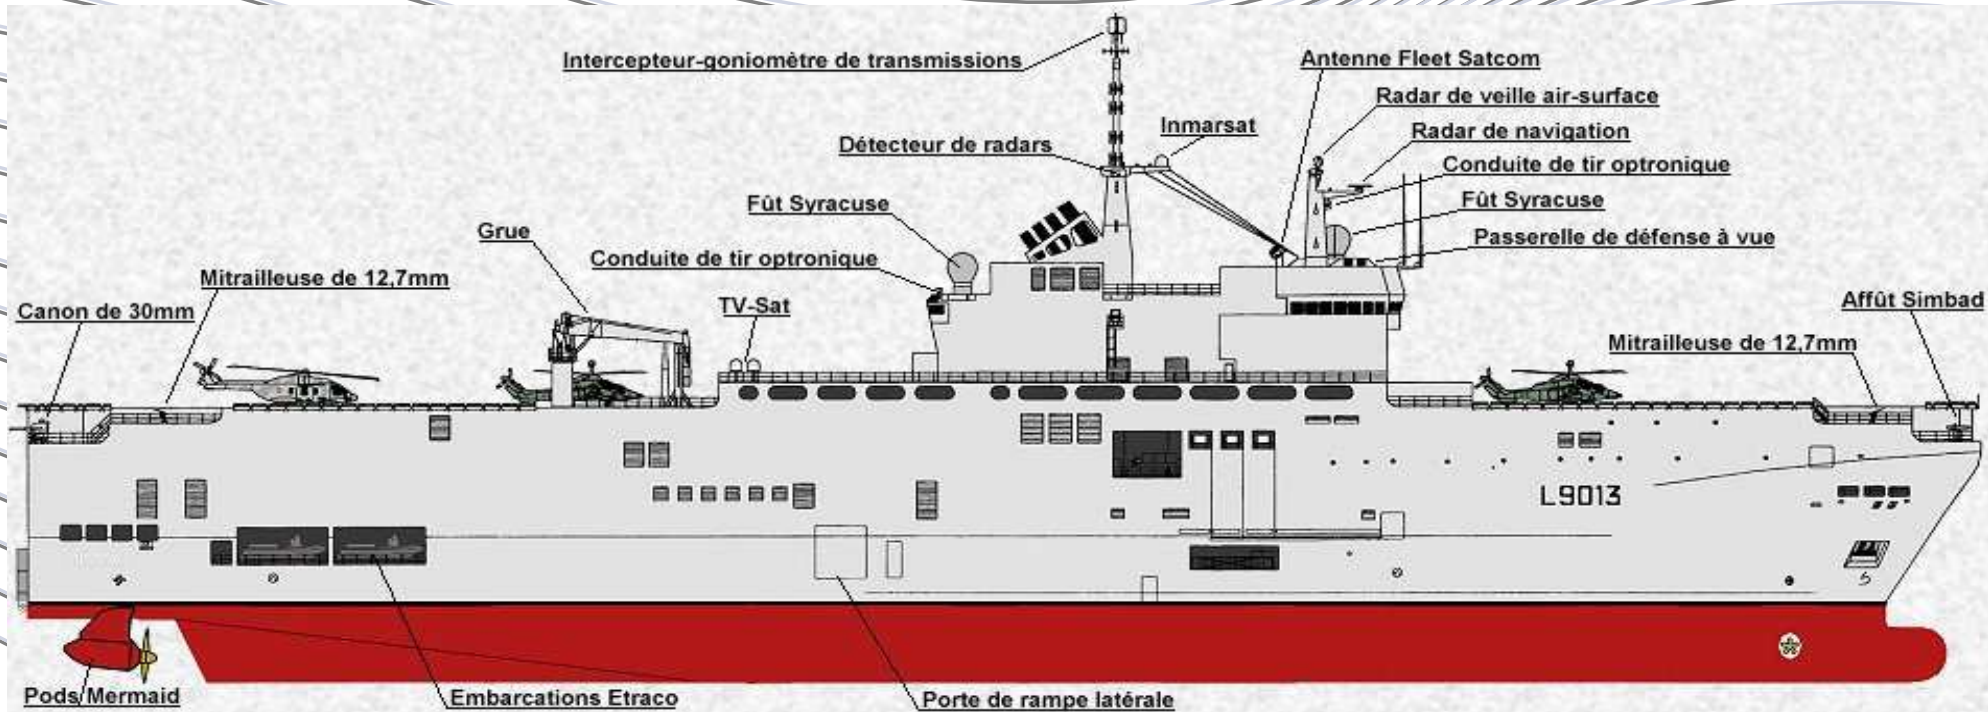 Intercepteur-goniomètre de transmissions
Antenne Fleet Satcom
Radar de veille air-surface
Inmarsat
Radar de navigation
Détecteur de radars
Conduite de tir optronique
Fût Syracuse
Fût Syracuse
Grue
Passerelle de défense à vue
Conduite de tir optronique
Mitrailleuse de 12,7mm
Canon de 30mm
TV-Sat
Affût Simbad
Mitrailleuse de 12,7mm
L9013
Pods Mermaid
Embarcations Etraco
Porte de rampe latérale